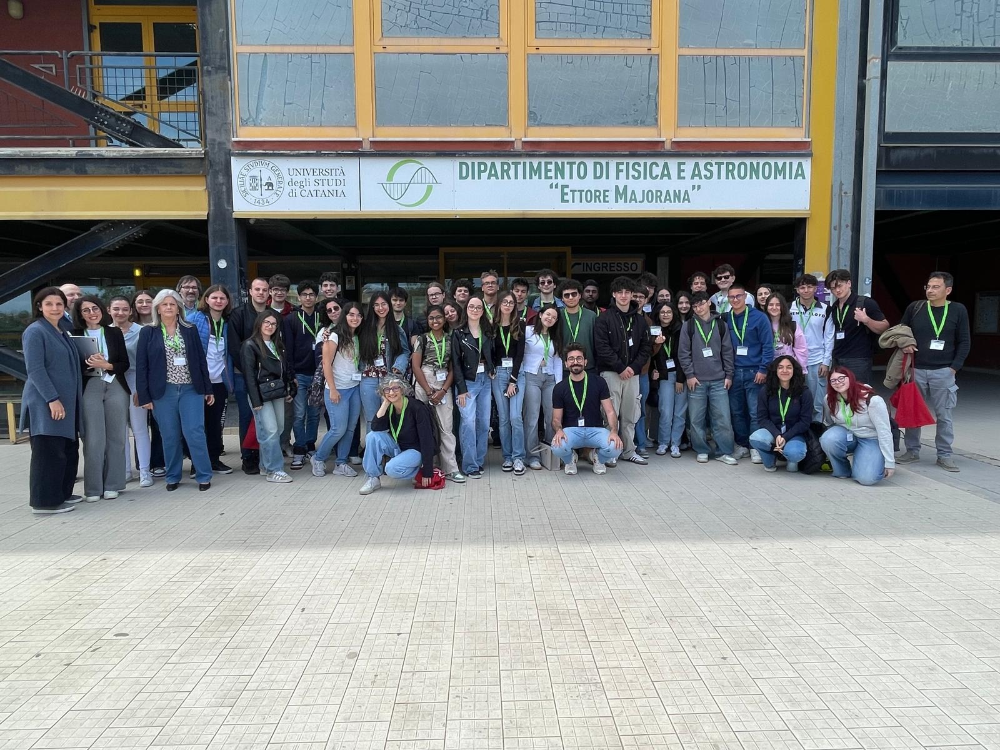 SICILIAE STVDIVM GENERALE
· 1434 ·
UNIVERSITÀ
degli STUDI
di CATANIA
DIPARTIMENTO DI FISICA E ASTRONOMIA
“ETTORE MAJORANA”
INGRESSO